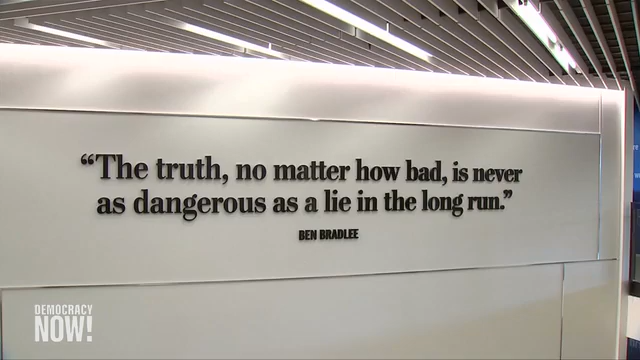 “The truth, no matter how bad, is never
as dangerous as a lie in the long run.”
BEN BRADLEE
DEMOCRACY
NOW!